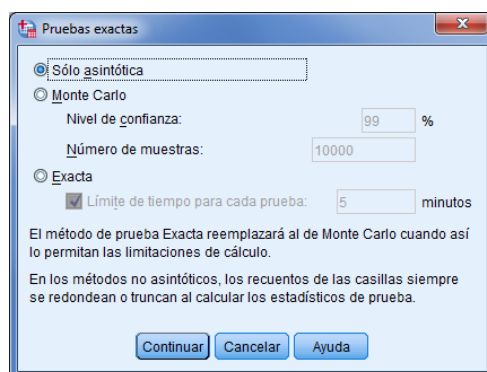 Pruebas exactas
Sólo asintótica
Monte Carlo
Nivel de confianza: 99 %
Número de muestras: 10000
Exacta
Límite de tiempo para cada prueba: 5 minutos
El método de prueba Exacta reemplazará al de Monte Carlo cuando así
lo permitan las limitaciones de cálculo.
En los métodos no asintóticos, los recuentos de las casillas siempre
se redondean o truncan al calcular los estadísticos de prueba.
Continuar Cancelar Ayuda